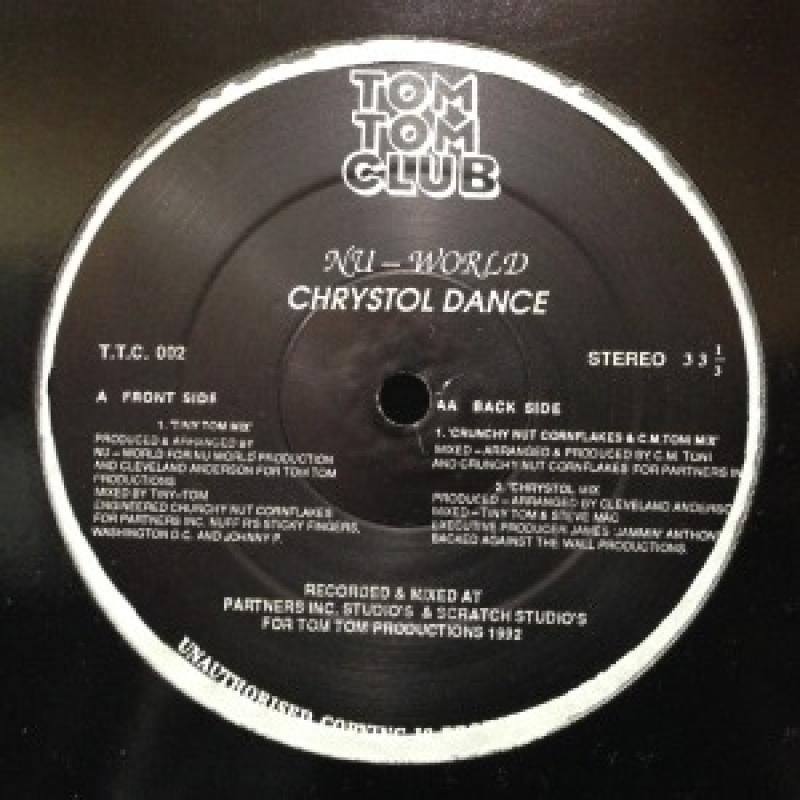 TOM
TOM
CLUB
NU – WORLD
CHRYSTOL DANCE
T.T.C. 002
STEREO 33 1/3
A FRONT SIDE
1. 'TINY TOM MIX'
PRODUCED & ARRANGED BY
NU – WORLD FOR NU WORLD PRODUCTION
AND CLEVELAND ANDERSON FOR TOM TOM
PRODUCTIONS
MIXED BY TINY-TOM
ENGINEERED CRUNCHY NUT CORNFLAKES
FOR PARTNERS INC. NUFF R'S STICKY FINGERS,
WASHINGTON D.C. AND JOHNNY P.
AA BACK SIDE
1. 'CRUNCHY NUT CORNFLAKES & C.M. TONI MIX'
MIXED – ARRANGED & PRODUCED BY C.M. TONI
AND CRUNCHY NUT CORNFLAKES FOR PARTNERS IN
2. 'CHRYSTOL MIX
PRODUCED – ARRANGED BY CLEVELAND ANDERSO
MIXED – TINY TOM & STEVE MAC
EXECUTIVE PRODUCER JAMES 'JAMMIN' ANTHON
BACKED AGAINST THE WALL PRODUCTIONS.
RECORDED & MIXED AT
PARTNERS INC. STUDIO'S & SCRATCH STUDIO'S
FOR TOM TOM PRODUCTIONS 1992
UNAUTHORISED COPYING IS